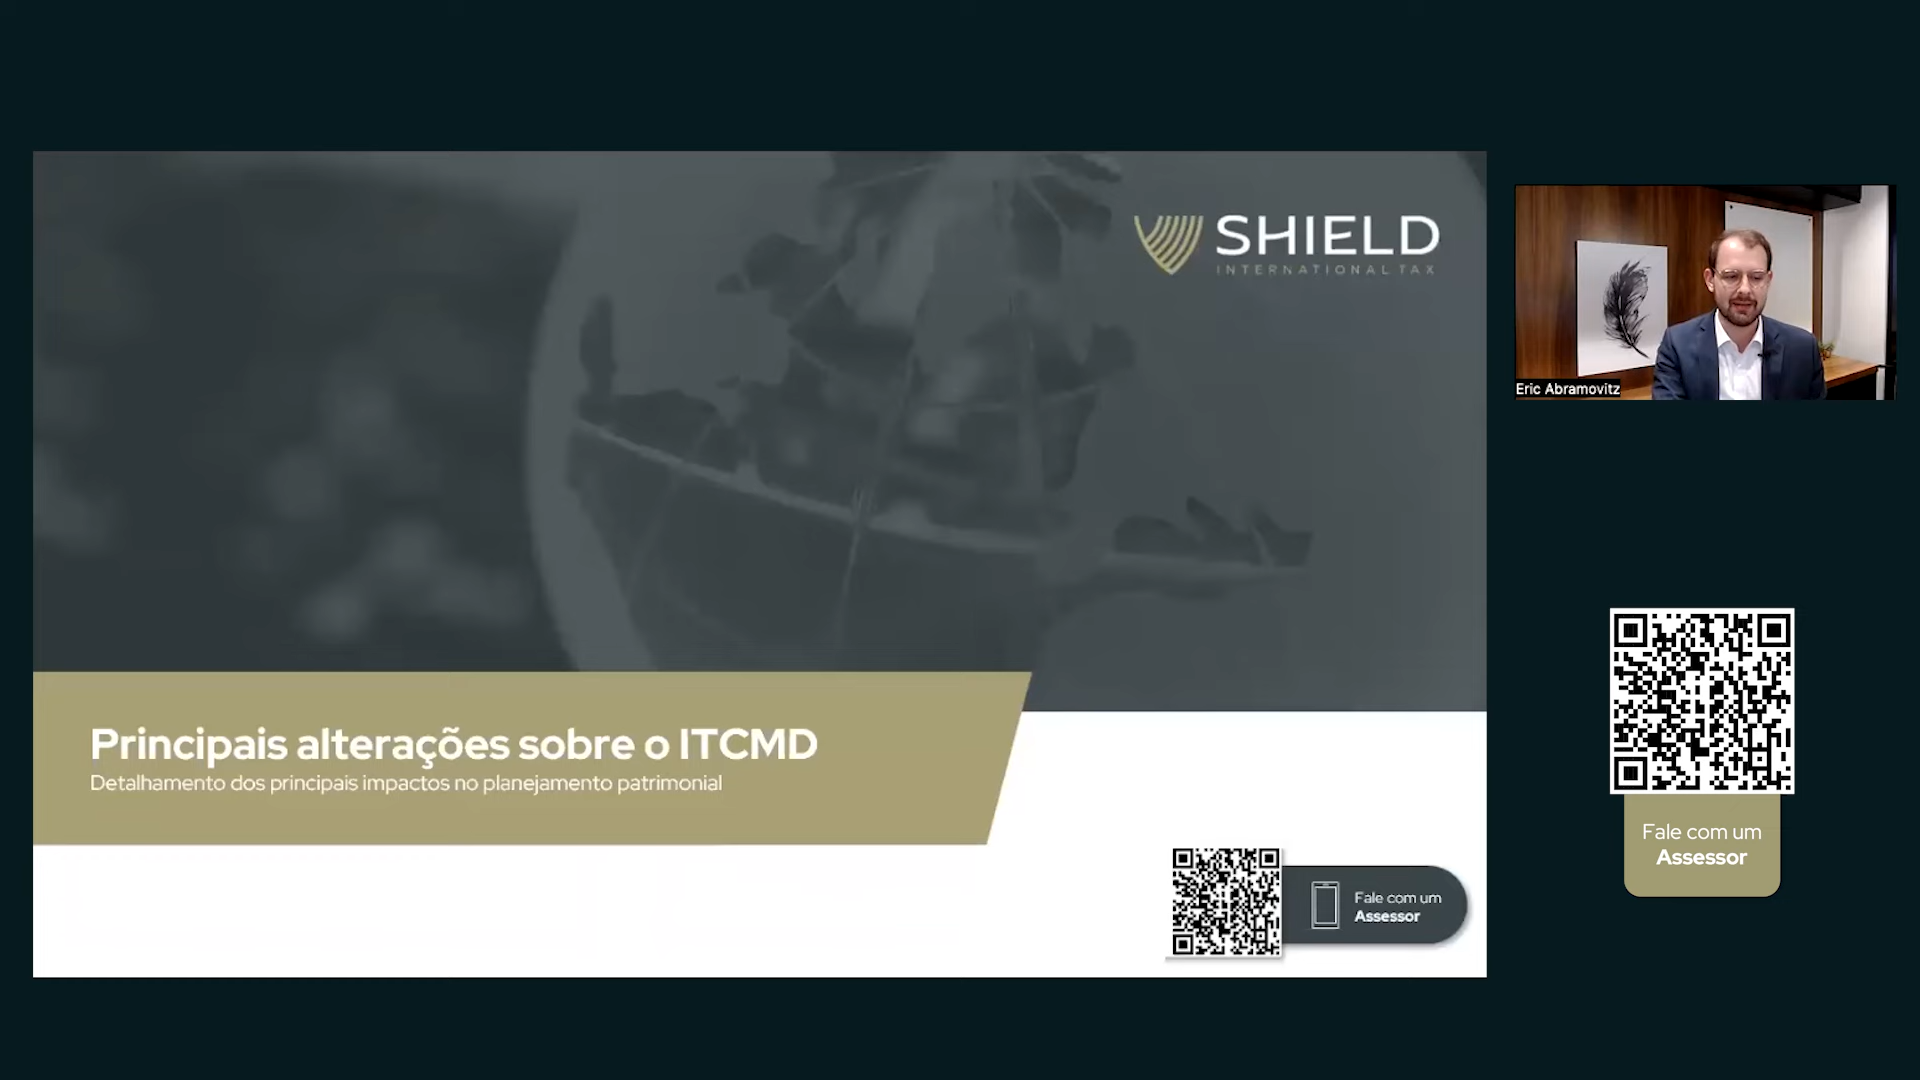 SHIELD
INTERNATIONAL TAX
Principais alterações sobre o ITCMD
Detalhamento dos principais impactos no planejamento patrimonial
Fale com um
Assessor
Eric Abramovitz
Fale com um
Assessor